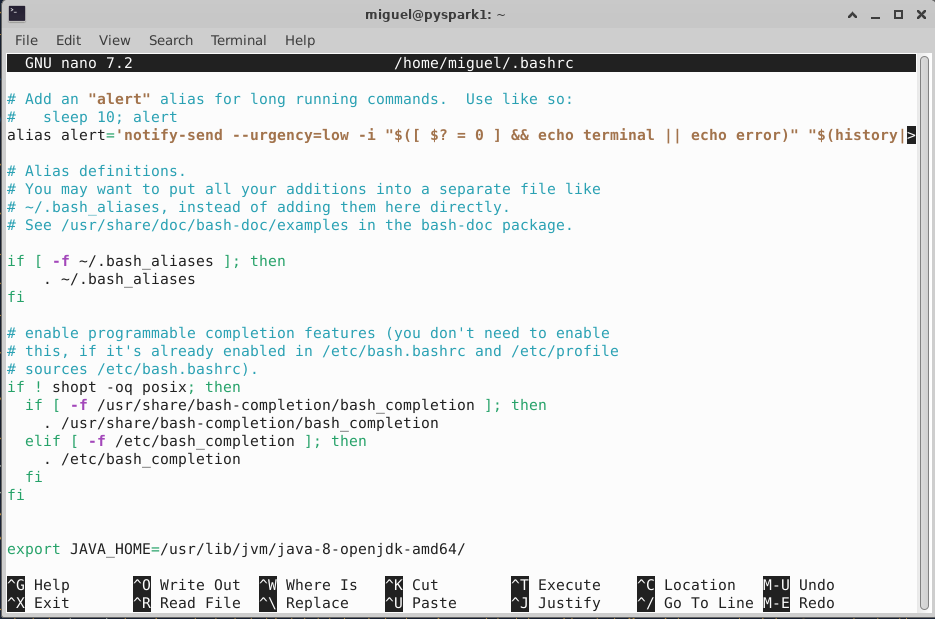 miguel@pyspark1: ~
File Edit View Search Terminal Help
GNU nano 7.2 /home/miguel/.bashrc
# Add an "alert" alias for long running commands.  Use like so:
#   sleep 10; alert
alias alert='notify-send --urgency=low -i "$([ $? = 0 ] && echo terminal || echo error)" "$(history|>
# Alias definitions.
# You may want to put all your additions into a separate file like
# ~/.bash_aliases, instead of adding them here directly.
# See /usr/share/doc/bash-doc/examples in the bash-doc package.
if [ -f ~/.bash_aliases ]; then
    . ~/.bash_aliases
fi
# enable programmable completion features (you don't need to enable
# this, if it's already enabled in /etc/bash.bashrc and /etc/profile
# sources /etc/bash.bashrc).
if ! shopt -oq posix; then
  if [ -f /usr/share/bash-completion/bash_completion ]; then
    . /usr/share/bash-completion/bash_completion
  elif [ -f /etc/bash_completion ]; then
    . /etc/bash_completion
  fi
fi
export JAVA_HOME=/usr/lib/jvm/java-8-openjdk-amd64/
^G Help ^O Write Out ^W Where Is ^K Cut ^T Execute ^C Location M-U Undo
^X Exit ^R Read File ^\ Replace ^U Paste ^J Justify ^/ Go To Line M-E Redo